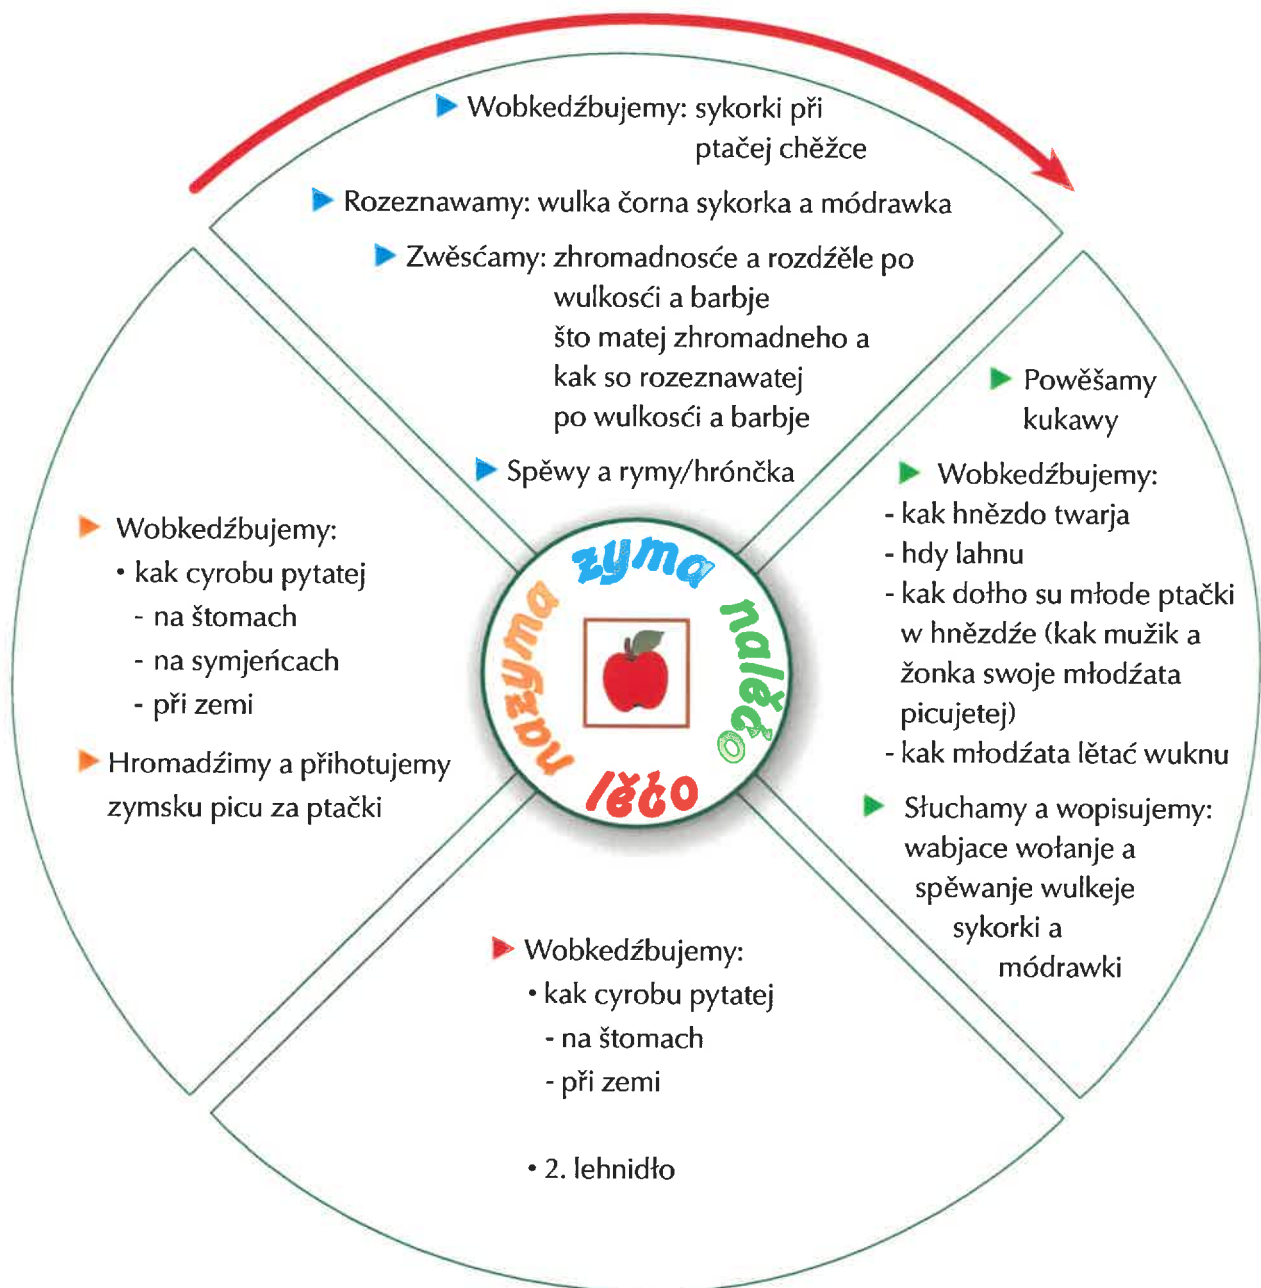 Wobkedźbujemy: sykorki při
ptačej chěžce
Rozeznawamy: wulka čorna sykorka a módrawka
Zwěsćamy: zhromadnosće a rozdźěle po
wulkosći a barbje
što matej zhromadneho a
kak so rozeznawatej
po wulkosći a barbje
Spěwy a rymy/hrónčka
Powěšamy
kukawy
Wobkedźbujemy:
- kak hnězdo twarja
- hdy lahnu
- kak dołho su młode ptački
w hnězdźe (kak mužik a
žonka swoje młodźata
picujetej)
- kak młodźata lětać wuknu
Słuchamy a wopisujemy:
wabjace wołanje a
spěwanje wulkeje
sykorki a
módrawki
Wobkedźbujemy:
• kak cyrobu pytatej
- na štomach
- při zemi
• 2. lehnidło
Wobkedźbujemy:
• kak cyrobu pytatej
- na štomach
- na symjeńcach
- při zemi
Hromadźimy a přihotujemy
zymsku picu za ptački
zyma
nalěćo
lěćo
nazyma